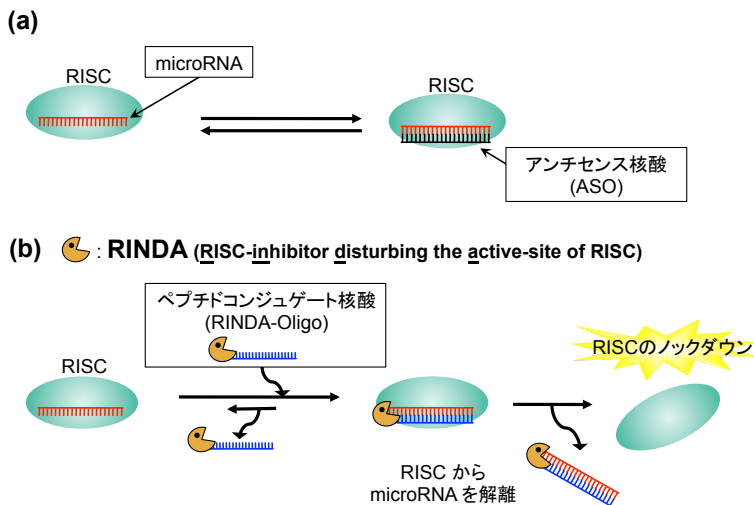 (a)
microRNA
RISC
RISC
アンチセンス核酸
(ASO)
(b) : RINDA (RISC-inhibitor disturbing the active-site of RISC)
ペプチドコンジュゲート核酸
(RINDA-Oligo)
RISCのノックダウン
RISC
RISC から
microRNA を解離